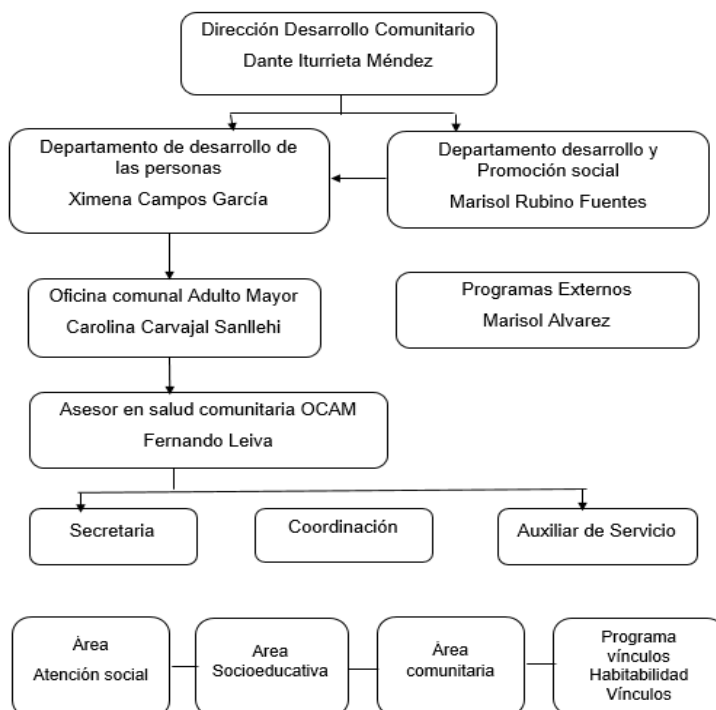 Dirección Desarrollo Comunitario
Dante Iturrieta Méndez
Departamento de desarrollo de
las personas
Ximena Campos García
Departamento desarrollo y
Promoción social
Marisol Rubino Fuentes
Oficina comunal Adulto Mayor
Carolina Carvajal Sanllehi
Programas Externos
Marisol Alvarez
Asesor en salud comunitaria OCAM
Fernando Leiva
Secretaria
Coordinación
Auxiliar de Servicio
Área
Atención social
Area
Socioeducativa
Área
comunitaria
Programa
vínculos
Habitabilidad
Vínculos